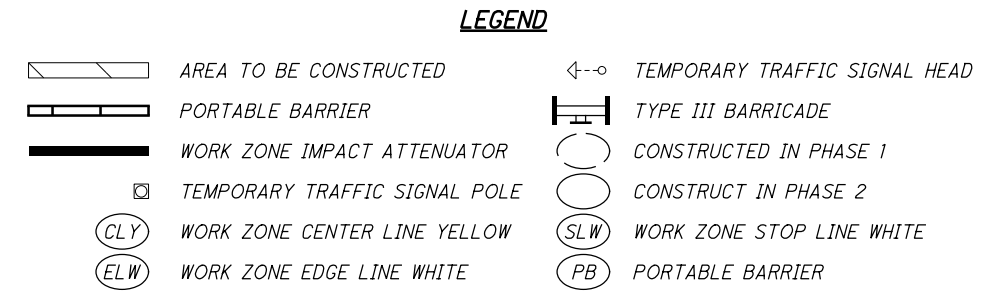 LEGEND
AREA TO BE CONSTRUCTED
TEMPORARY TRAFFIC SIGNAL HEAD
PORTABLE BARRIER
TYPE III BARRICADE
WORK ZONE IMPACT ATTENUATOR
CONSTRUCTED IN PHASE 1
TEMPORARY TRAFFIC SIGNAL POLE
CONSTRUCT IN PHASE 2
CLY WORK ZONE CENTER LINE YELLOW
SLW WORK ZONE STOP LINE WHITE
ELW WORK ZONE EDGE LINE WHITE
PB PORTABLE BARRIER